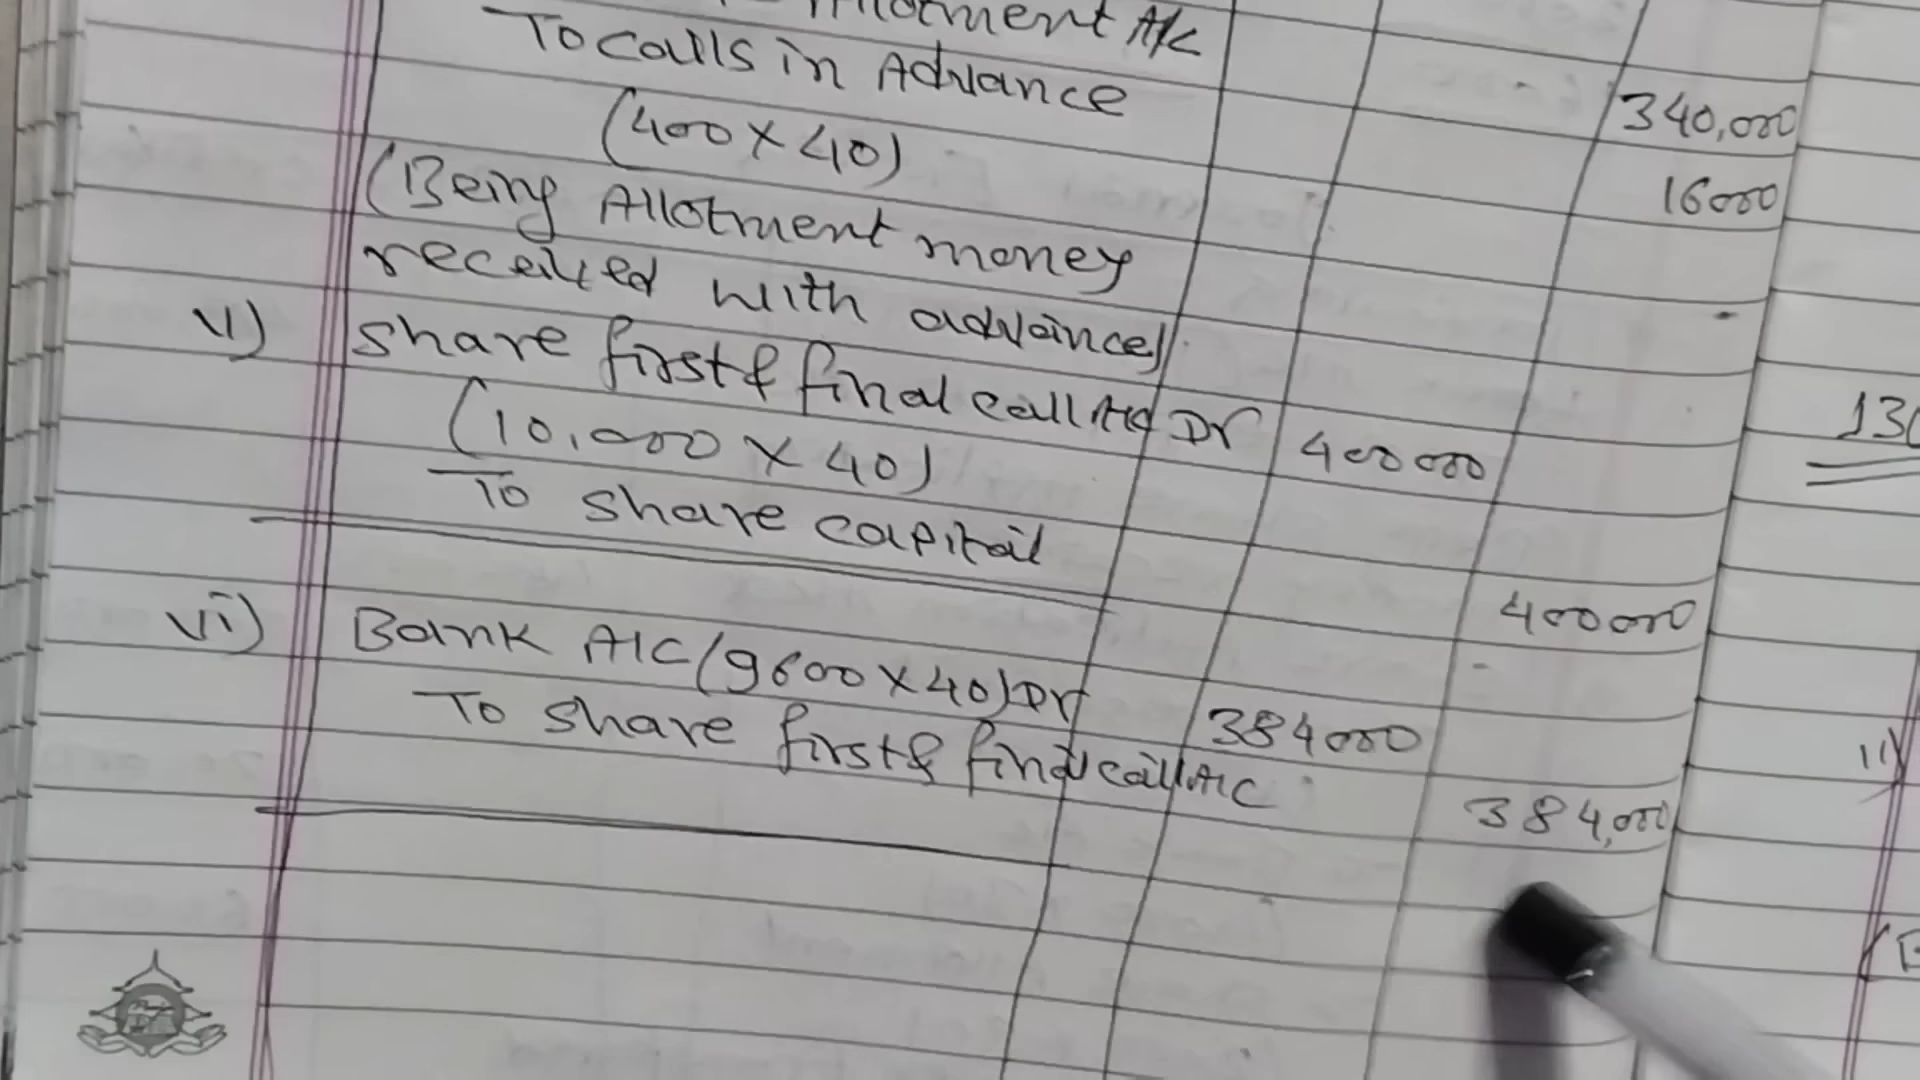 Allotment A/c
To calls in Advance
340,000
(400 X 40)
16000
(Being Allotment money
received with advance)
v) Share first & final call A/c Dr 400000
(10,000 X 40)
To share capital
400000
vi) Bank A/C (9600 X 40) Dr
384000
To share first & final call A/C
384,000
130
11)